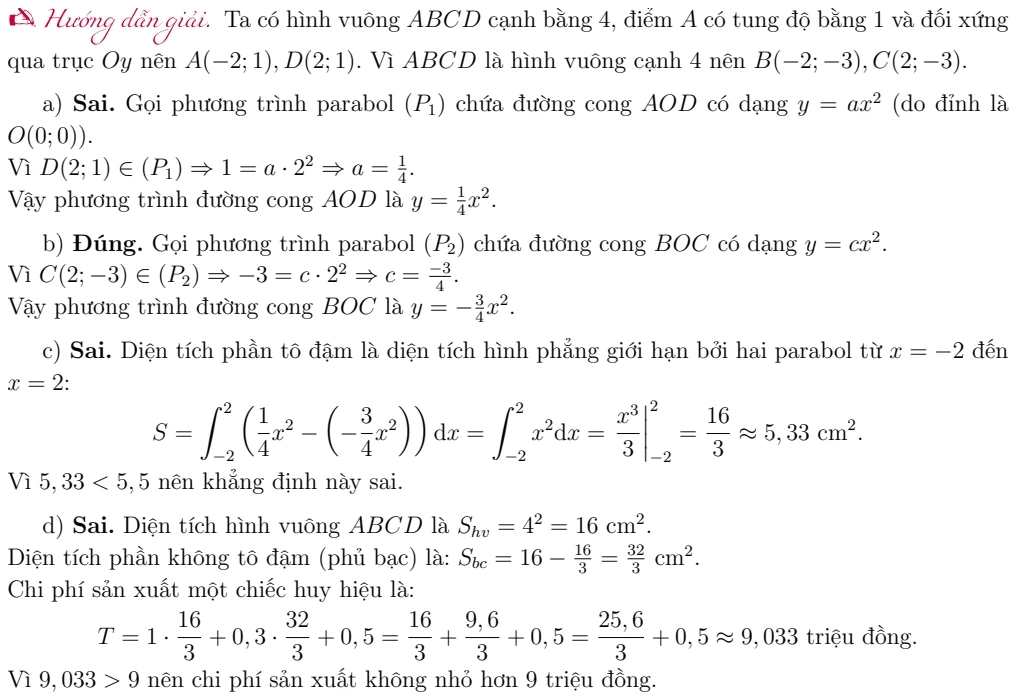 Hướng dẫn giải. Ta có hình vuông ABCD cạnh bằng 4, điểm A có tung độ bằng 1 và đối xứng
qua trục Oy nên A(−2; 1), D(2; 1). Vì ABCD là hình vuông cạnh 4 nên B(−2; −3), C(2; −3).
a) Sai. Gọi phương trình parabol (P₁) chứa đường cong AOD có dạng y = ax² (do đỉnh là
O(0; 0)).
Vì D(2; 1) ∈ (P₁) ⇒ 1 = a · 2² ⇒ a = 1/4.
Vậy phương trình đường cong AOD là y = 1/4x².
b) Đúng. Gọi phương trình parabol (P₂) chứa đường cong BOC có dạng y = cx².
Vì C(2; −3) ∈ (P₂) ⇒ −3 = c · 2² ⇒ c = −3/4.
Vậy phương trình đường cong BOC là y = −3/4x².
c) Sai. Diện tích phần tô đậm là diện tích hình phẳng giới hạn bởi hai parabol từ x = −2 đến
x = 2:
S = ∫₋₂² (1/4x² − (−3/4x²)) dx = ∫₋₂² x²dx = x³/3 |₋₂² = 16/3 ≈ 5, 33 cm².
Vì 5, 33 < 5, 5 nên khẳng định này sai.
d) Sai. Diện tích hình vuông ABCD là Sₕᵥ = 4² = 16 cm².
Diện tích phần không tô đậm (phủ bạc) là: S_bc = 16 − 16/3 = 32/3 cm².
Chi phí sản xuất một chiếc huy hiệu là:
T = 1 · 16/3 + 0, 3 · 32/3 + 0, 5 = 16/3 + 9, 6/3 + 0, 5 = 25, 6/3 + 0, 5 ≈ 9, 033 triệu đồng.
Vì 9, 033 > 9 nên chi phí sản xuất không nhỏ hơn 9 triệu đồng.